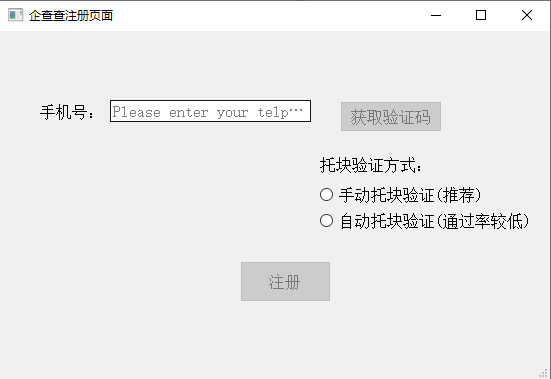 企查查注册页面
手机号：
Please enter your telp…
获取验证码
托块验证方式：
手动托块验证(推荐)
自动托块验证(通过率较低)
注册